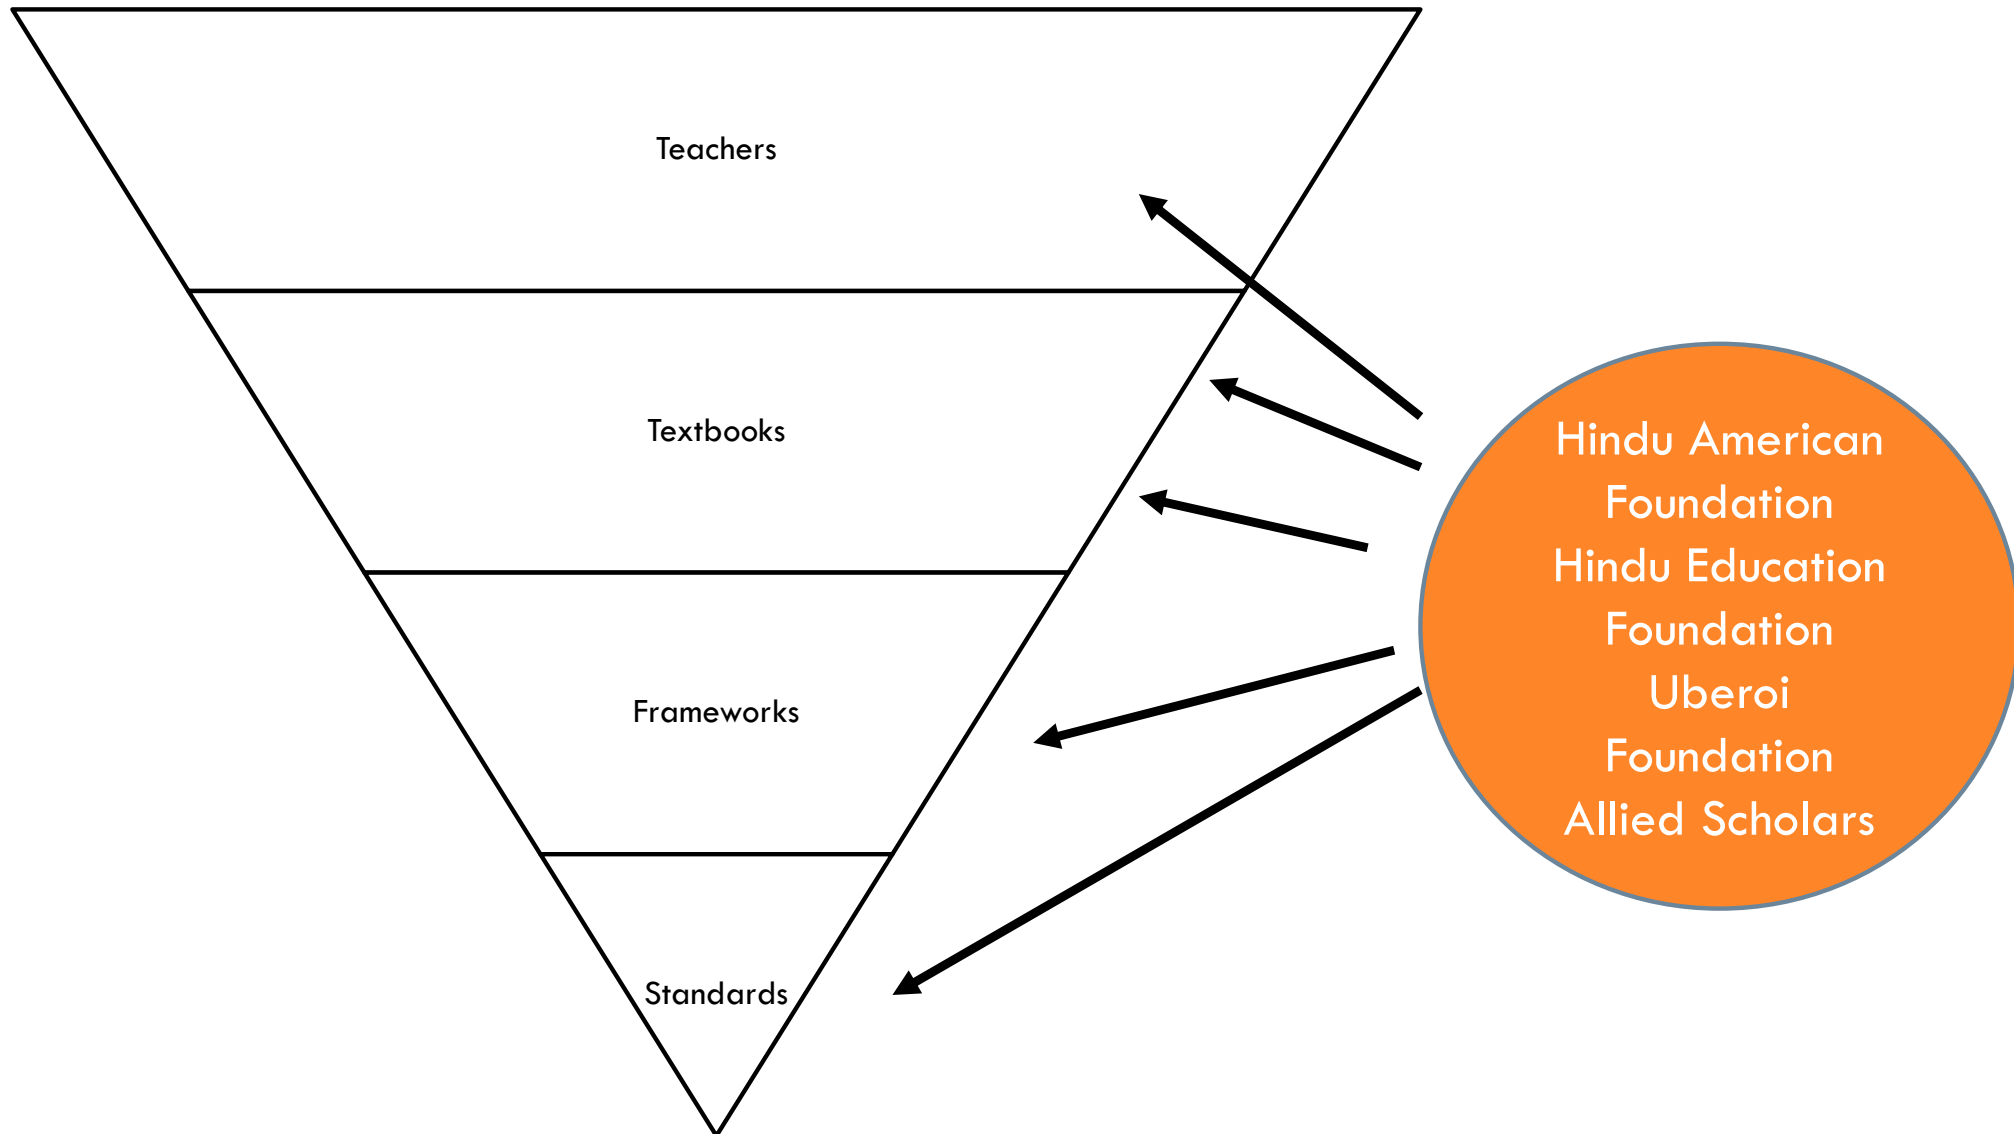 Teachers
Textbooks
Frameworks
Standards
Hindu American
Foundation
Hindu Education
Foundation
Uberoi
Foundation
Allied Scholars